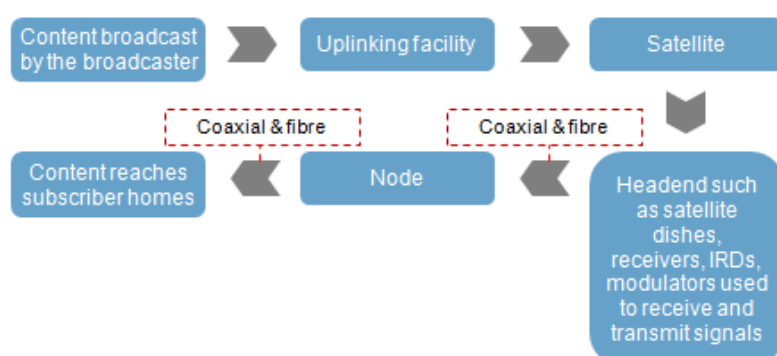 Content broadcast
by the broadcaster
Uplinking facility
Satellite
Coaxial & fibre
Coaxial & fibre
Content reaches
subscriber homes
Node
Headend such
as satellite
dishes,
receivers, IRDs,
modulators used
to receive and
transmit signals